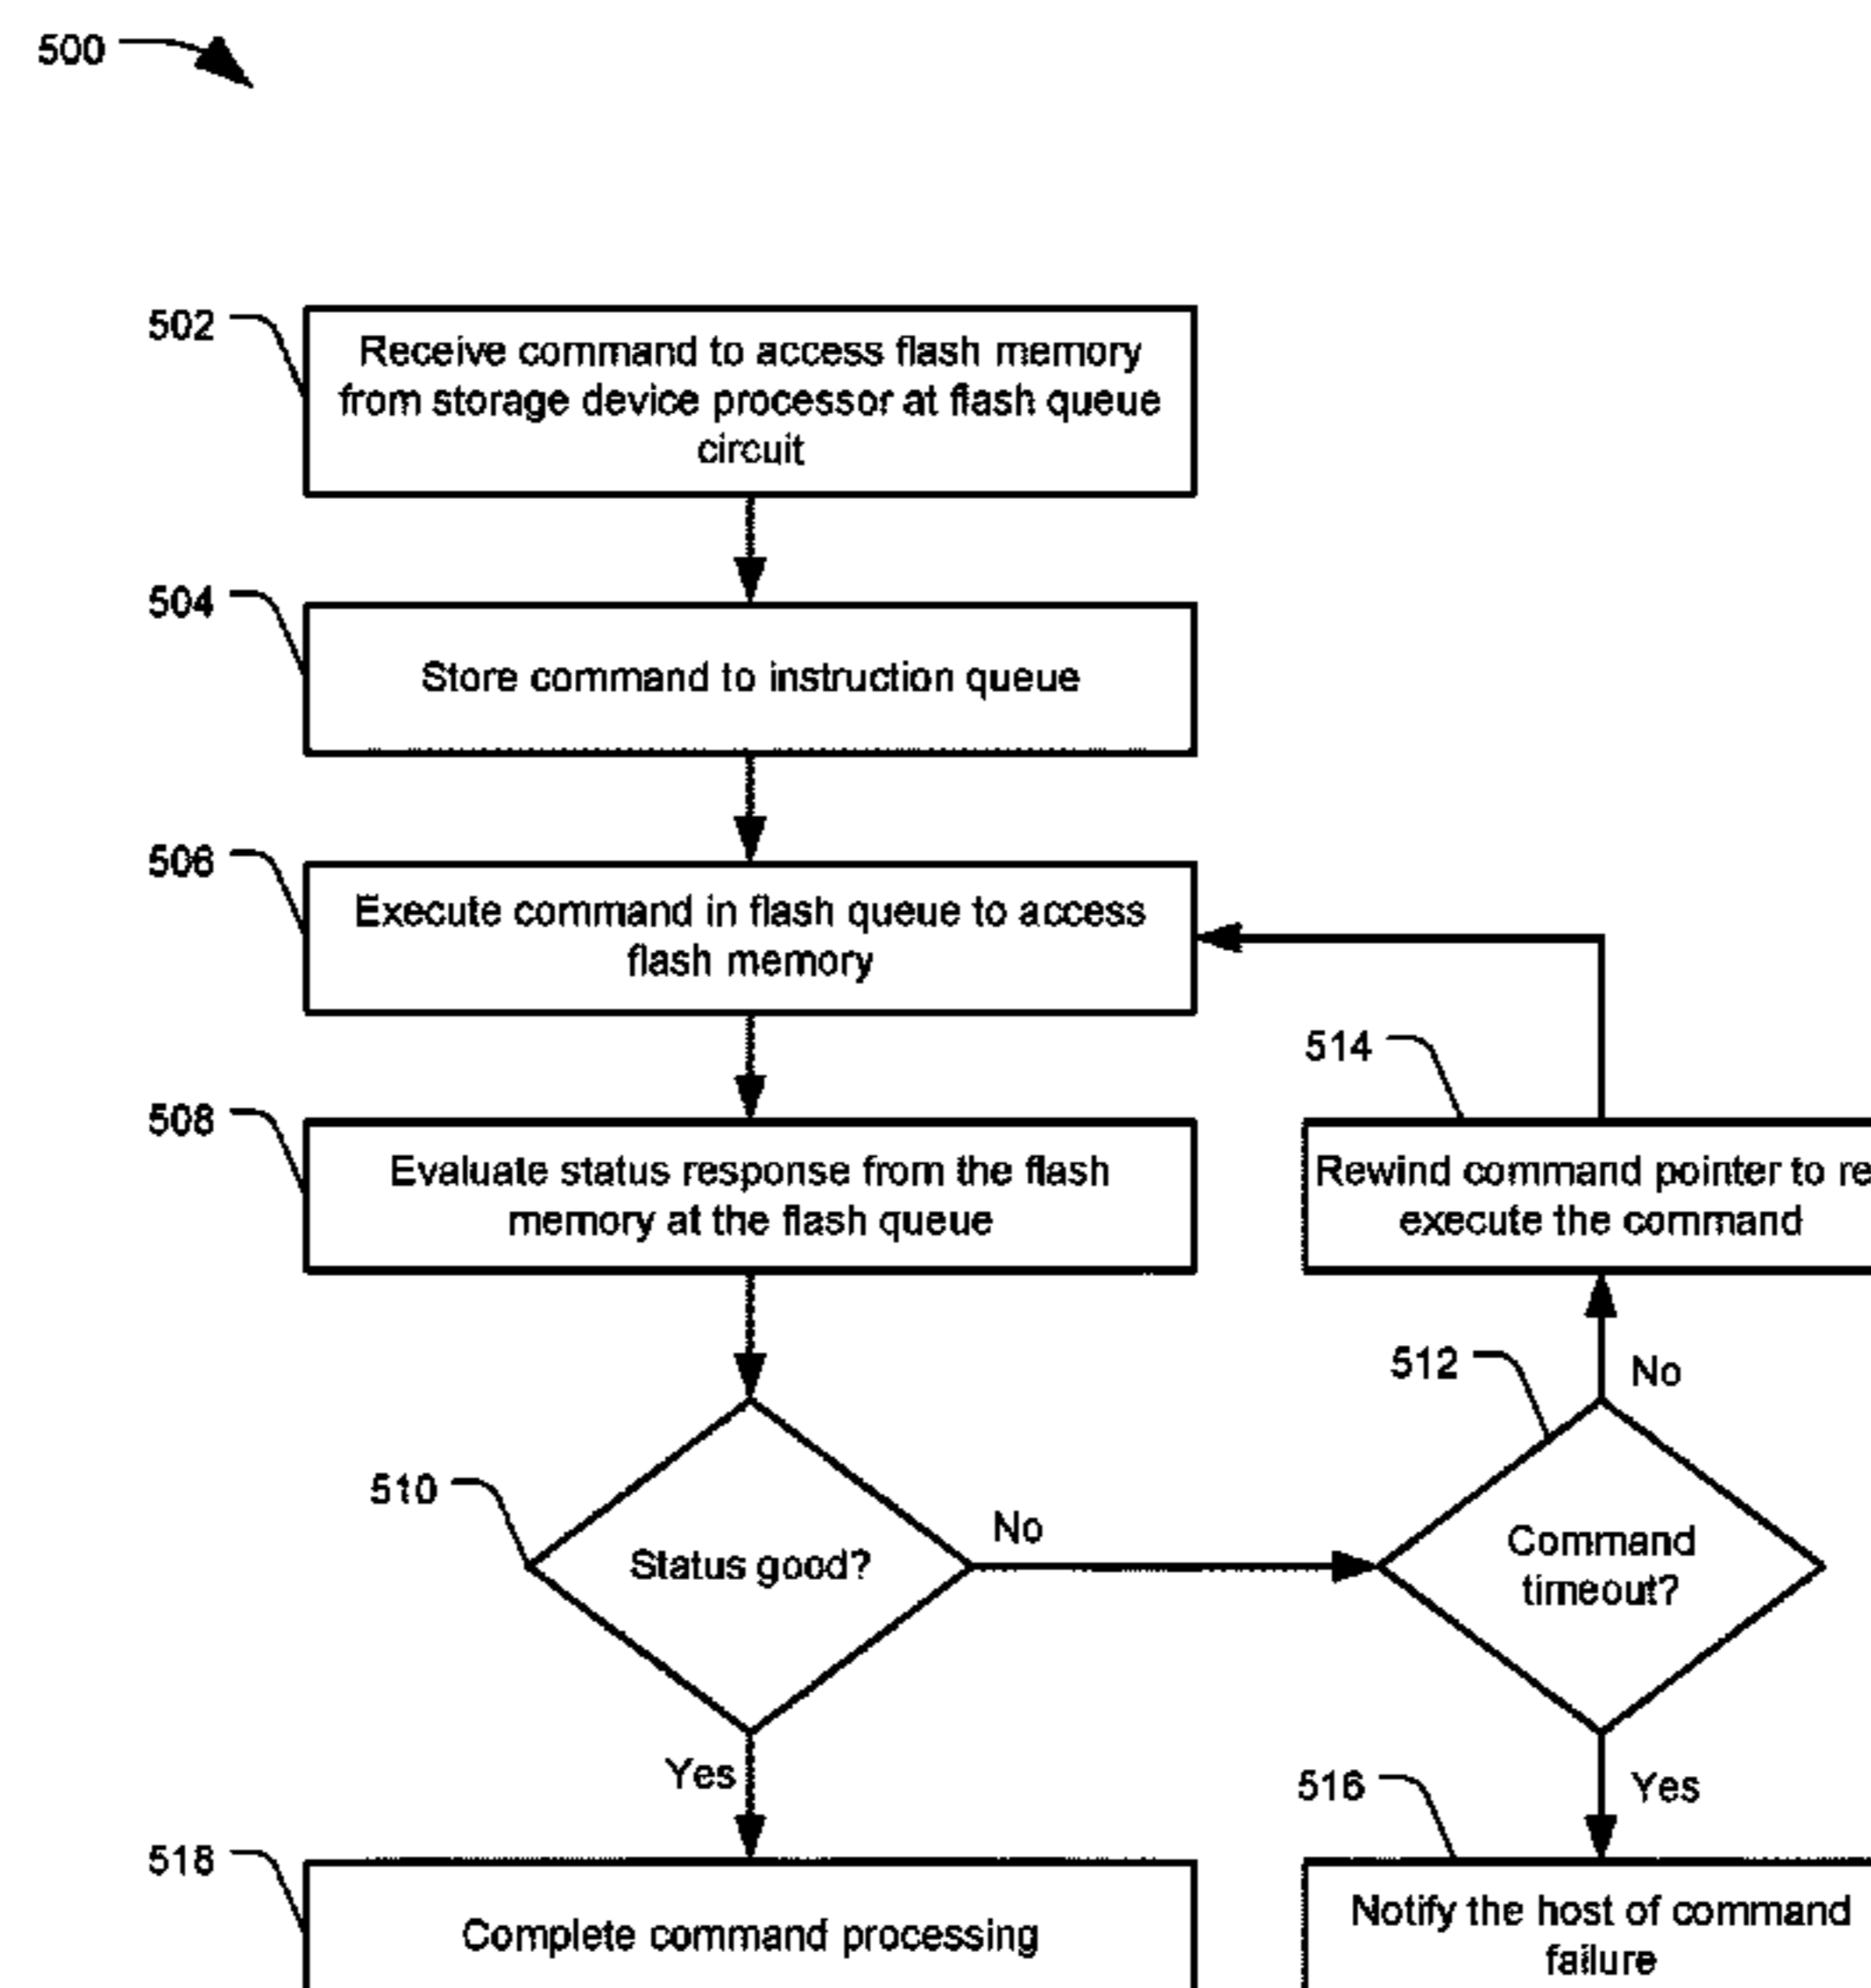 500
502
Receive command to access flash memory
from storage device processor at flash queue
circuit
504
Store command to instruction queue
506
Execute command in flash queue to access
flash memory
508
Evaluate status response from the flash
memory at the flash queue
514
Rewind command pointer to re
execute the command
512
No
510
Status good?
No
Command
timeout?
Yes
516
Yes
518
Complete command processing
Notify the host of command
failure